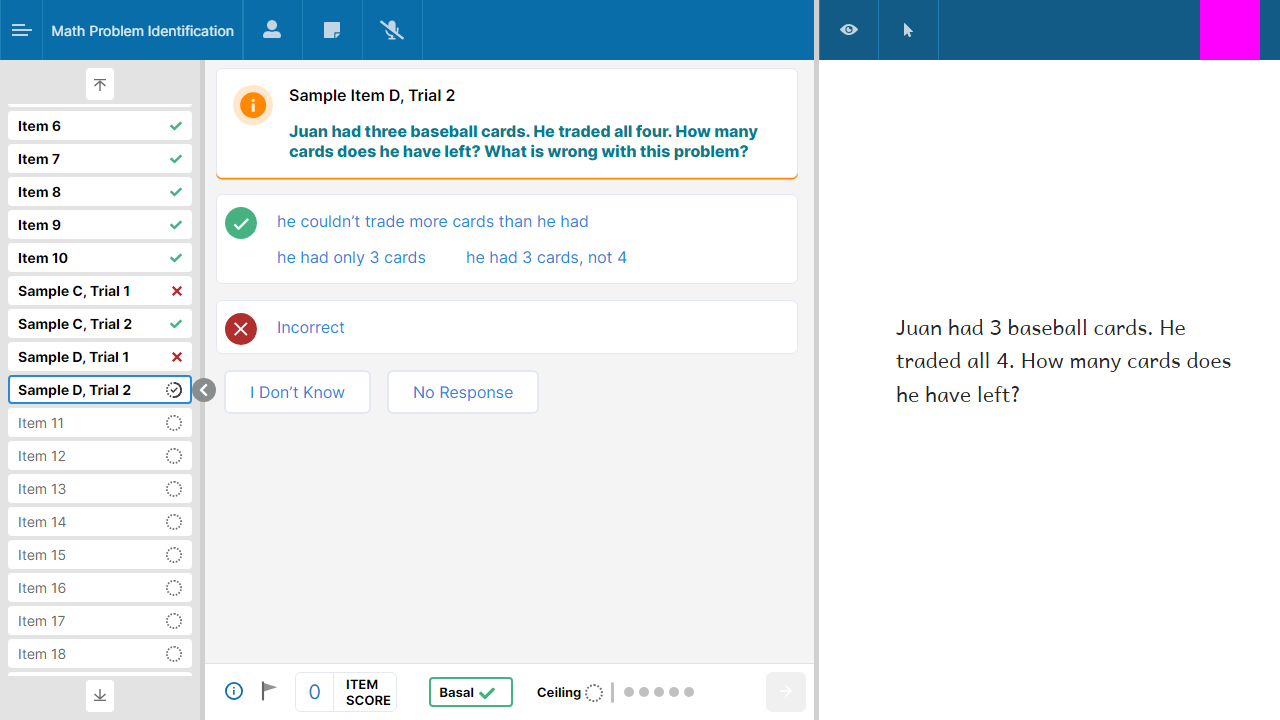 Math Problem Identification
Item 6
Item 7
Item 8
Item 9
Item 10
Sample C, Trial 1
Sample C, Trial 2
Sample D, Trial 1
Sample D, Trial 2
Item 11
Item 12
Item 13
Item 14
Item 15
Item 16
Item 17
Item 18
Sample Item D, Trial 2
Juan had three baseball cards. He traded all four. How many
cards does he have left? What is wrong with this problem?
he couldn’t trade more cards than he had
he had only 3 cards he had 3 cards, not 4
Incorrect
I Don’t Know No Response
0 ITEM
SCORE
Basal Ceiling
Juan had 3 baseball cards. He
traded all 4. How many cards does
he have left?